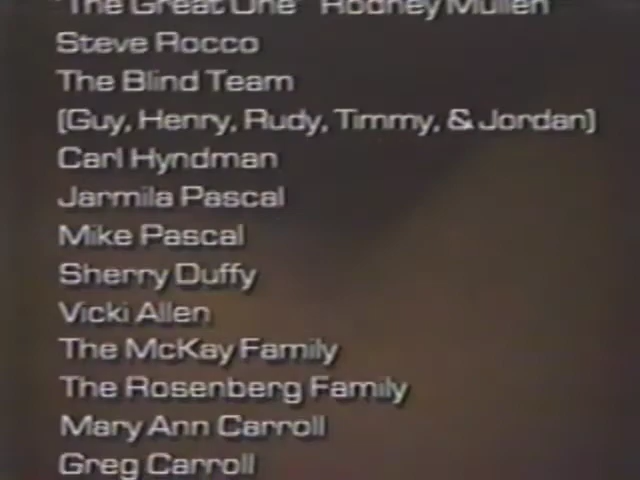 "The Great One" Rodney Mullen
Steve Rocco
The Blind Team
(Guy, Henry, Rudy, Timmy, & Jordan)
Carl Hyndman
Jarmila Pascal
Mike Pascal
Sherry Duffy
Vicki Allen
The McKay Family
The Rosenberg Family
Mary Ann Carroll
Greg Carroll